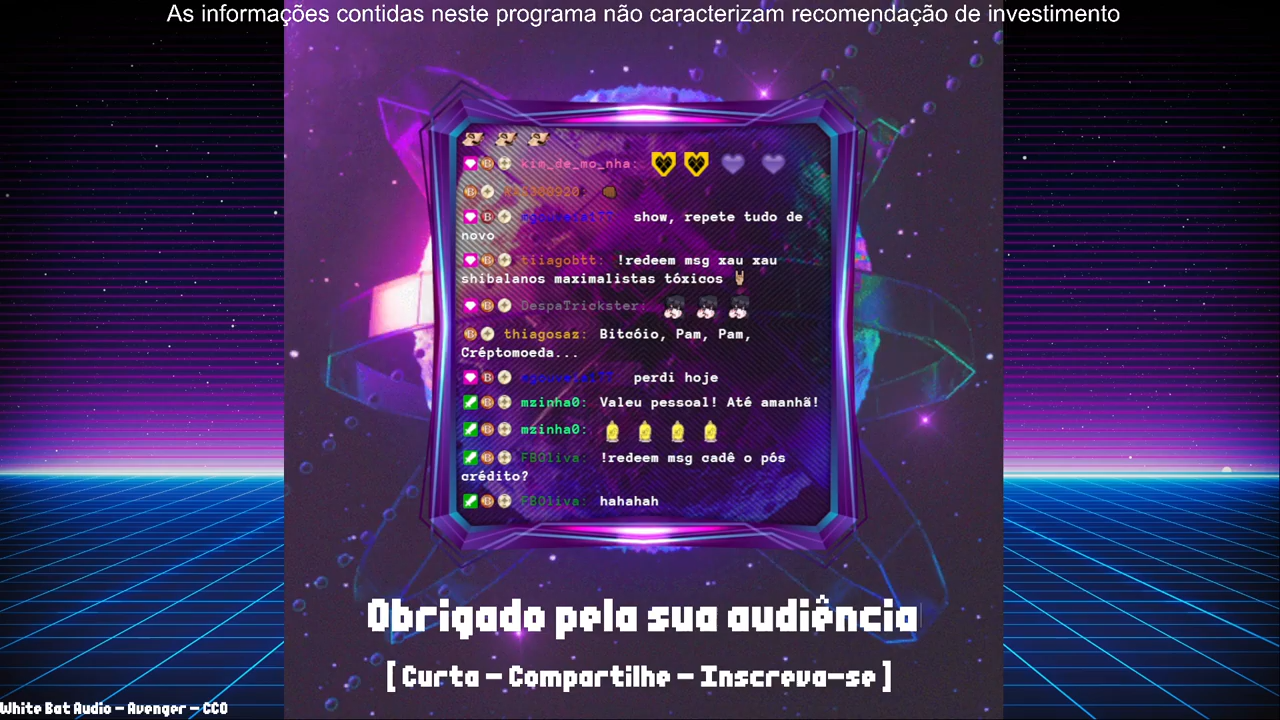 As informações contidas neste programa não caracterizam recomendação de investimento
kim_de_mo_nha:
show, repete tudo de
novo
tiiagobtt: !redeem msg xau xau
shibalanos maximalistas tóxicos
DespaTrickster:
thiagosaz: Bitcóio, Pam, Pam,
Créptomoeda...
perdi hoje
mzinha0: Valeu pessoal! Até amanhã!
mzinha0:
FBOliva: !redeem msg cadê o pós
crédito?
FBOliva: hahahah
Obrigado pela sua audiência
[ Curta - Compartilhe - Inscreva-se ]
White Bat Audio - Avenger - CC0